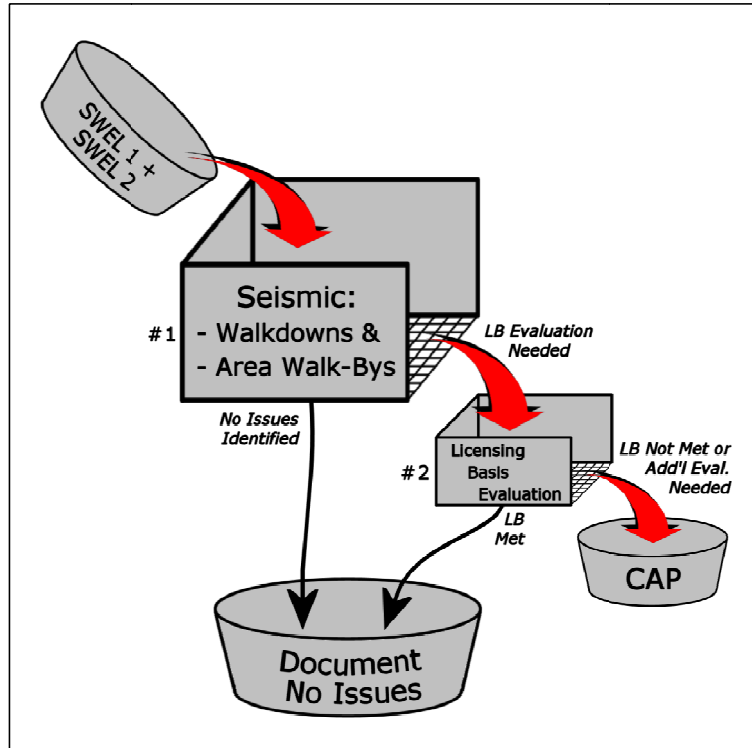 SWEL 1 +
SWEL 2
#1
Seismic:
- Walkdowns &
- Area Walk-Bys
LB Evaluation
Needed
No Issues
Identified
#2
Licensing
Basis
Evaluation
LB Not Met or
Add'l Eval.
Needed
LB
Met
CAP
Document
No Issues